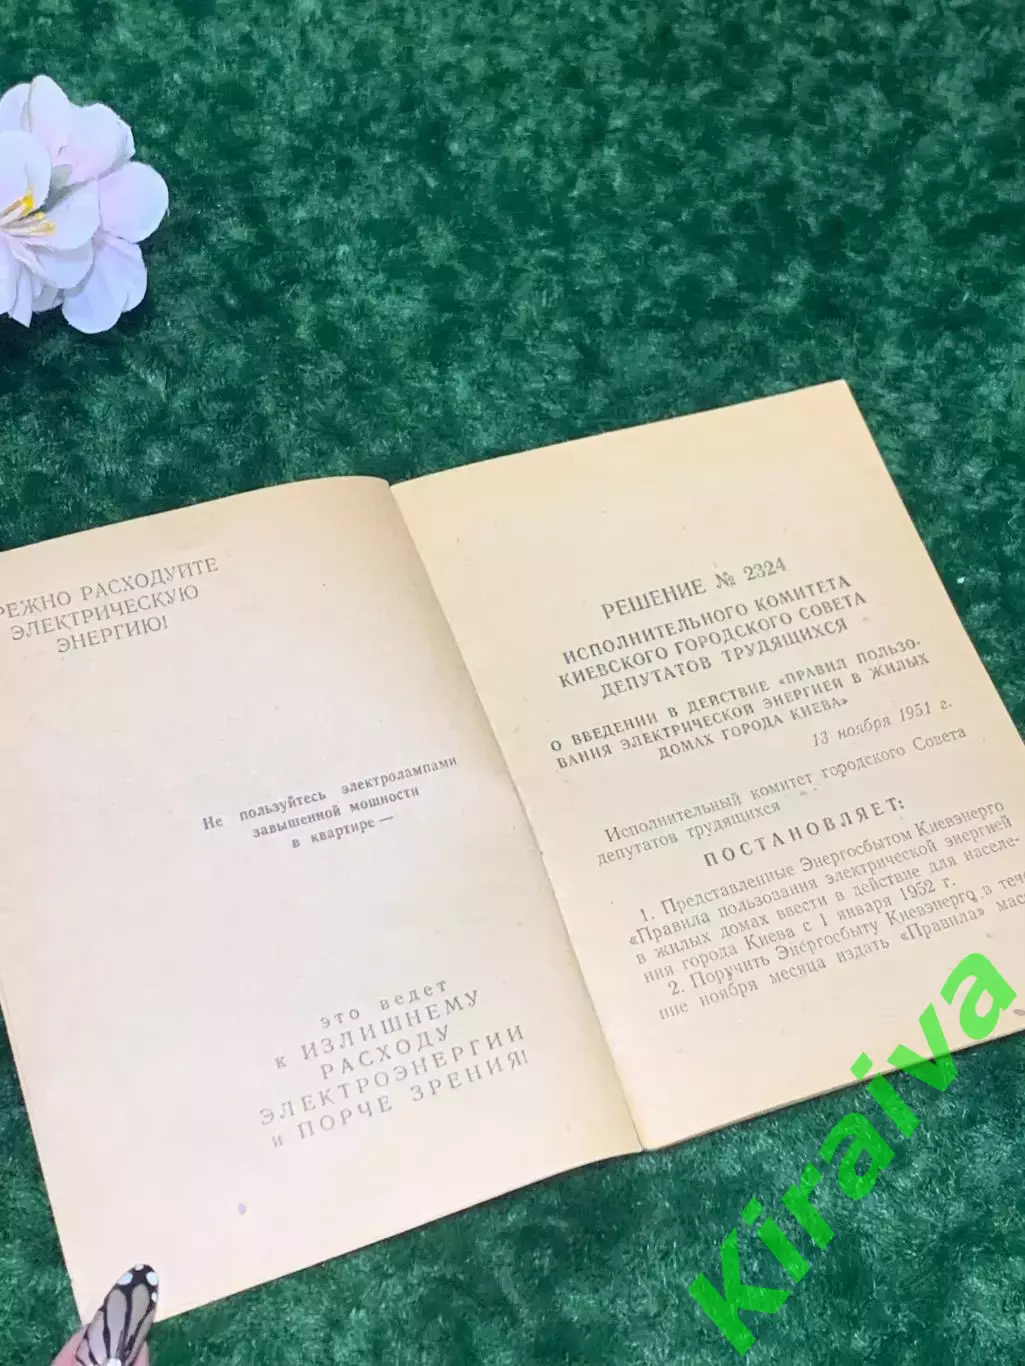 РЕЖНО РАСХОДУЙТЕ
ЭЛЕКТРИЧЕСКУЮ
ЭНЕРГИЮ!
Не пользуйтесь электролампами
завышенной мощности
в квартире —
это ведет
к ИЗЛИШНЕМУ
РАСХОДУ
ЭЛЕКТРОЭНЕРГИИ
и ПОРЧЕ ЗРЕНИЯ!
РЕШЕНИЕ № 2324
ИСПОЛНИТЕЛЬНОГО КОМИТЕТА
КИЕВСКОГО ГОРОДСКОГО СОВЕТА
ДЕПУТАТОВ ТРУДЯЩИХСЯ
О ВВЕДЕНИИ В ДЕЙСТВИЕ «ПРАВИЛ ПОЛЬЗО-
ВАНИЯ ЭЛЕКТРИЧЕСКОЙ ЭНЕРГИЕЙ В ЖИЛЫХ
ДОМАХ ГОРОДА КИЕВА»
13 ноября 1951 г.
Исполнительный комитет городского Совета
депутатов трудящихся
ПОСТАНОВЛЯЕТ:
1. Представленные Энергосбытом Киевэнерго
«Правила пользования электрической энергией
в жилых домах ввести в действие для населе-
ния города Киева с 1 января 1952 г.
2. Поручить Энергосбыту Киевэнерго в тече-
ние ноября месяца издать «Правила» мас
Kiraiva